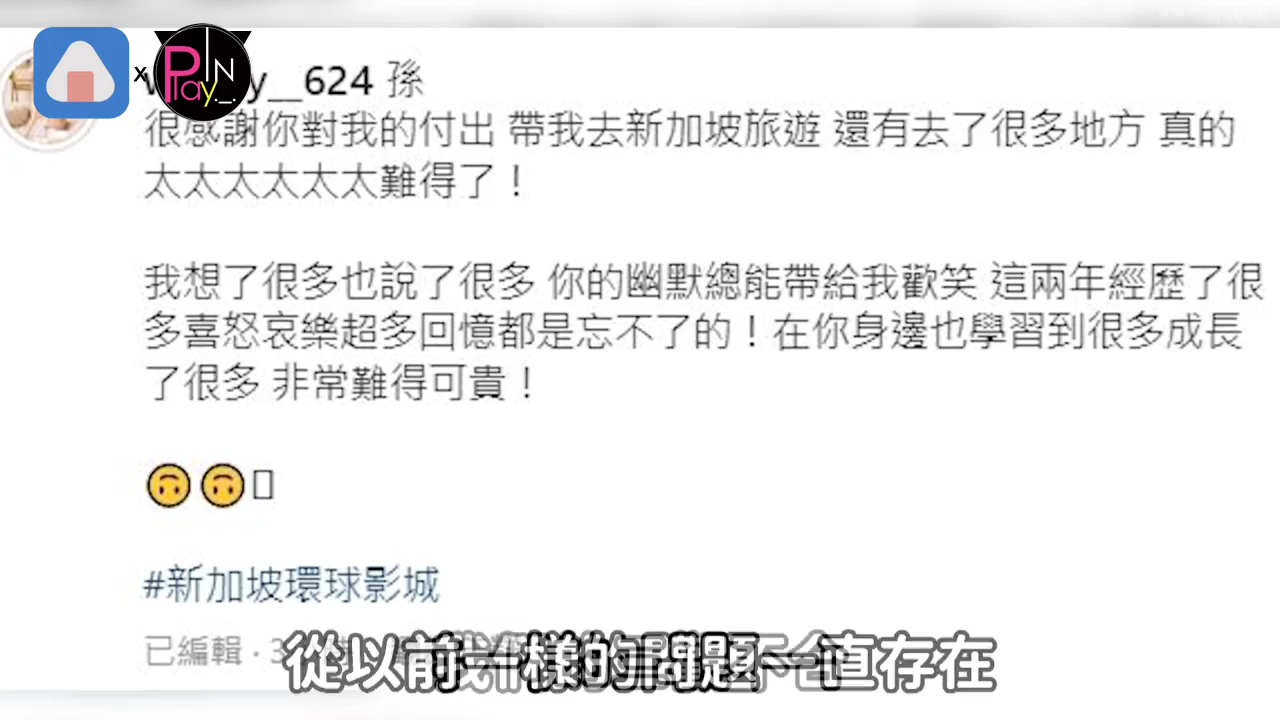 x
PIN
Play._.
y__624 孫
很感謝你對我的付出 帶我去新加坡旅遊 還有去了很多地方 真的
太太太太太太難得了！
我想了很多也說了很多 你的幽默總能帶給我歡笑 這兩年經歷了很
多喜怒哀樂超多回憶都是忘不了的！在你身邊也學習到很多成長
了很多 非常難得可貴！
🙃🙃
#新加坡環球影城
已編輯·3
從以前一樣的問題一直存在